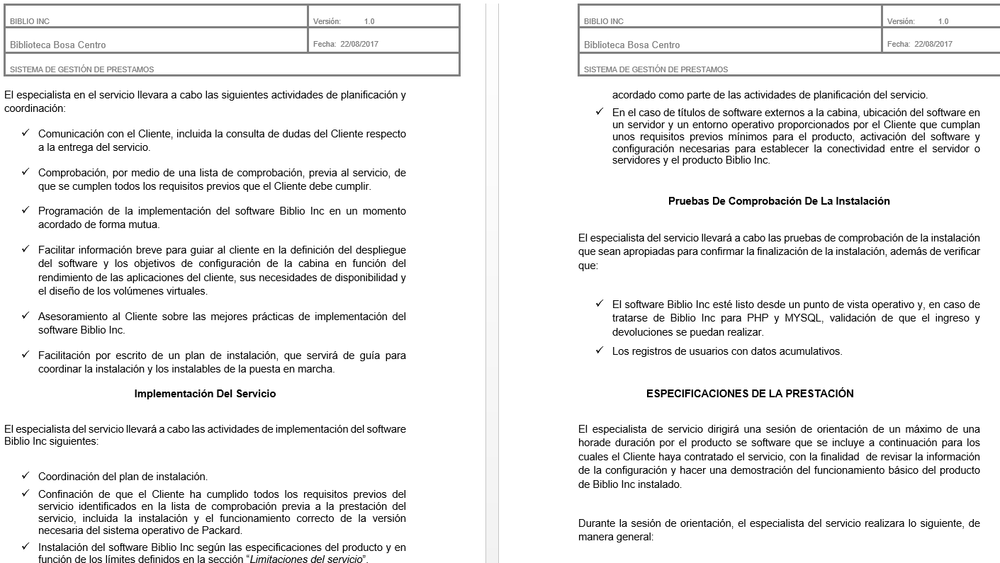 BIBLIO INC
Versión: 1.0
Biblioteca Bosa Centro
Fecha: 22/08/2017
SISTEMA DE GESTIÓN DE PRESTAMOS
El especialista en el servicio llevara a cabo las siguientes actividades de planificación y
coordinación:
✓ Comunicación con el Cliente, incluida la consulta de dudas del Cliente respecto
a la entrega del servicio.
✓ Comprobación, por medio de una lista de comprobación, previa al servicio, de
que se cumplen todos los requisitos previos que el Cliente debe cumplir.
✓ Programación de la implementación del software Biblio Inc en un momento
acordado de forma mutua.
✓ Facilitar información breve para guiar al cliente en la definición del despliegue
del software y los objetivos de configuración de la cabina en función del
rendimiento de las aplicaciones del cliente, sus necesidades de disponibilidad y
el diseño de los volúmenes virtuales.
✓ Asesoramiento al Cliente sobre las mejores prácticas de implementación del
software Biblio Inc.
✓ Facilitación por escrito de un plan de instalación, que servirá de guía para
coordinar la instalación y los instalables de la puesta en marcha.
Implementación Del Servicio
El especialista del servicio llevará a cabo las actividades de implementación del software
Biblio Inc siguientes:
✓ Coordinación del plan de instalación.
✓ Confinación de que el Cliente ha cumplido todos los requisitos previos del
servicio identificados en la lista de comprobación previa a la prestación del
servicio, incluida la instalación y el funcionamiento correcto de la versión
necesaria del sistema operativo de Packard.
✓ Instalación del software Biblio Inc según las especificaciones del producto y en
función de los límites definidos en la sección “Limitaciones del servicio”.
BIBLIO INC
Versión: 1.0
Biblioteca Bosa Centro
Fecha: 22/08/2017
SISTEMA DE GESTIÓN DE PRESTAMOS
acordado como parte de las actividades de planificación del servicio.
✓ En el caso de títulos de software externos a la cabina, ubicación del software en
un servidor y un entorno operativo proporcionados por el Cliente que cumplan
unos requisitos previos mínimos para el producto, activación del software y
configuración necesarias para establecer la conectividad entre el servidor o
servidores y el producto Biblio Inc.
Pruebas De Comprobación De La Instalación
El especialista del servicio llevará a cabo las pruebas de comprobación de la instalación
que sean apropiadas para confirmar la finalización de la instalación, además de verificar
que:
✓ El software Biblio Inc esté listo desde un punto de vista operativo y, en caso de
tratarse de Biblio Inc para PHP y MYSQL, validación de que el ingreso y
devoluciones se puedan realizar.
✓ Los registros de usuarios con datos acumulativos.
ESPECIFICACIONES DE LA PRESTACIÓN
El especialista de servicio dirigirá una sesión de orientación de un máximo de una
horade duración por el producto se software que se incluye a continuación para los
cuales el Cliente haya contratado el servicio, con la finalidad de revisar la información
de la configuración y hacer una demostración del funcionamiento básico del producto
de Biblio Inc instalado.
Durante la sesión de orientación, el especialista del servicio realizara lo siguiente, de
manera general: